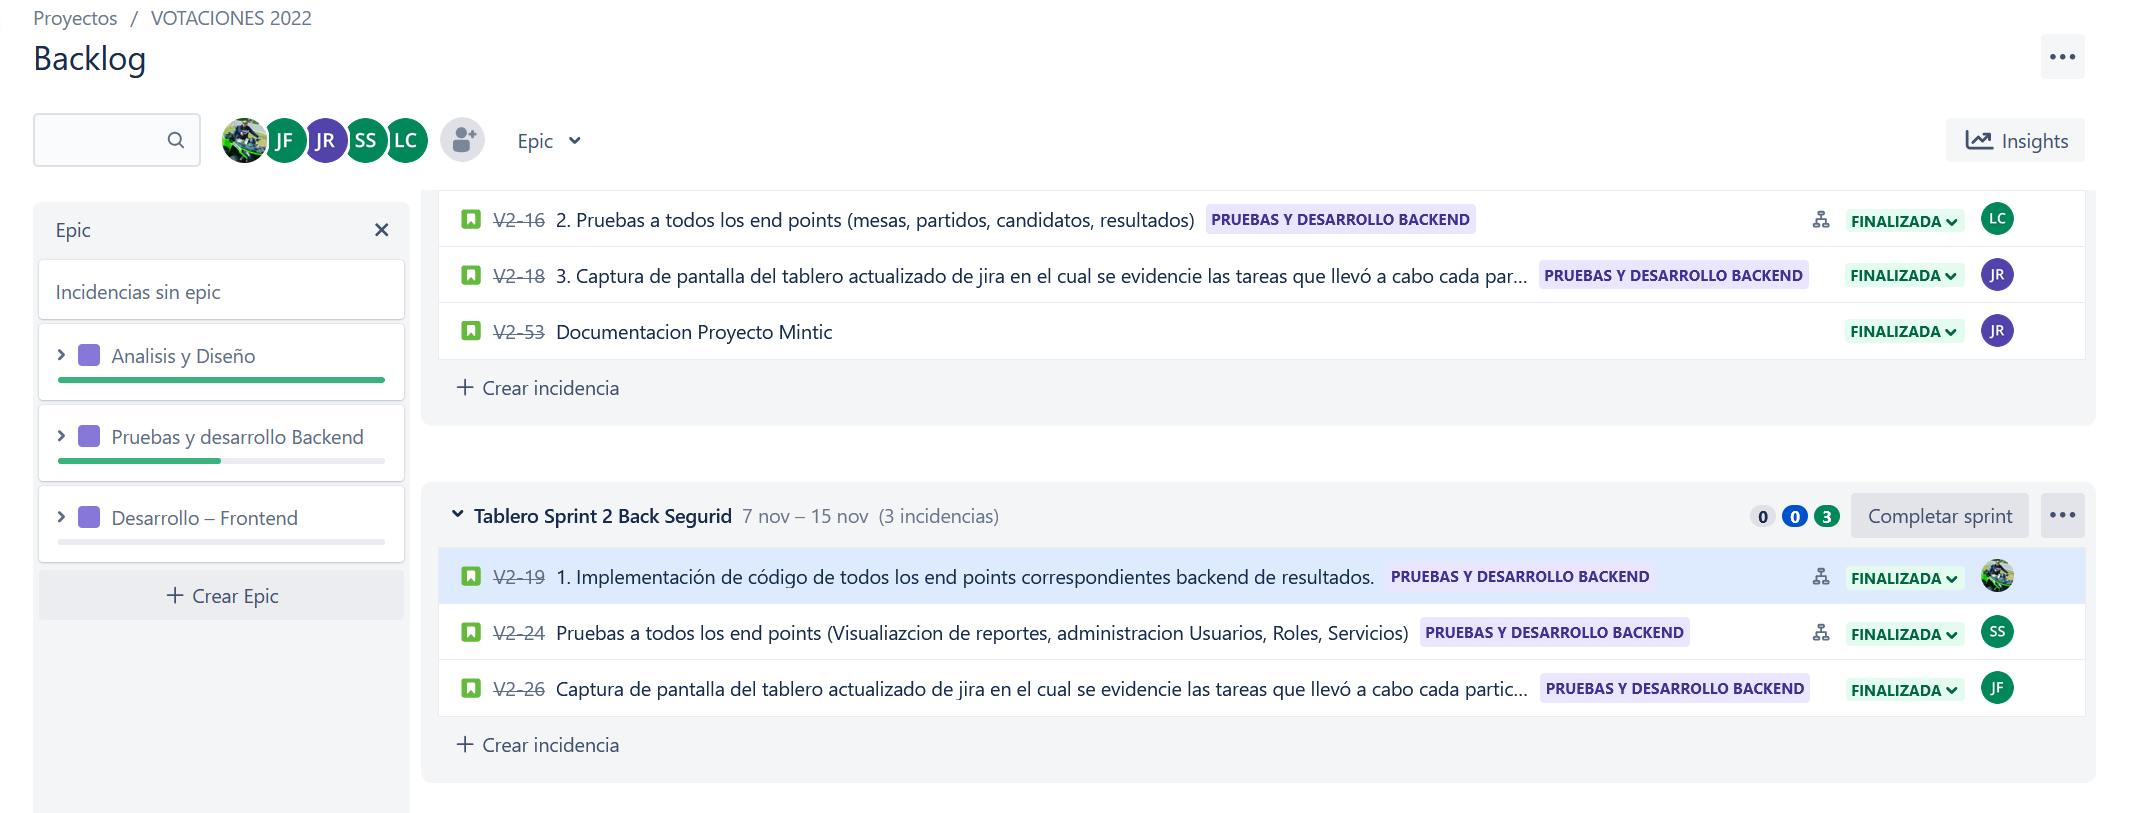 Proyectos / VOTACIONES 2022
Backlog
JF JR SS LC
Epic
Insights
Epic
Incidencias sin epic
Analisis y Diseño
Pruebas y desarrollo Backend
Desarrollo – Frontend
+ Crear Epic
V2-16 2. Pruebas a todos los end points (mesas, partidos, candidatos, resultados) PRUEBAS Y DESARROLLO BACKEND FINALIZADA LC
V2-18 3. Captura de pantalla del tablero actualizado de jira en el cual se evidencie las tareas que llevó a cabo cada par... PRUEBAS Y DESARROLLO BACKEND FINALIZADA JR
V2-53 Documentacion Proyecto Mintic FINALIZADA JR
+ Crear incidencia
Tablero Sprint 2 Back Segurid 7 nov – 15 nov (3 incidencias) 0 0 3 Completar sprint
V2-19 1. Implementación de código de todos los end points correspondientes backend de resultados. PRUEBAS Y DESARROLLO BACKEND FINALIZADA
V2-24 Pruebas a todos los end points (Visualiazcion de reportes, administracion Usuarios, Roles, Servicios) PRUEBAS Y DESARROLLO BACKEND FINALIZADA SS
V2-26 Captura de pantalla del tablero actualizado de jira en el cual se evidencie las tareas que llevó a cabo cada partic... PRUEBAS Y DESARROLLO BACKEND FINALIZADA JF
+ Crear incidencia